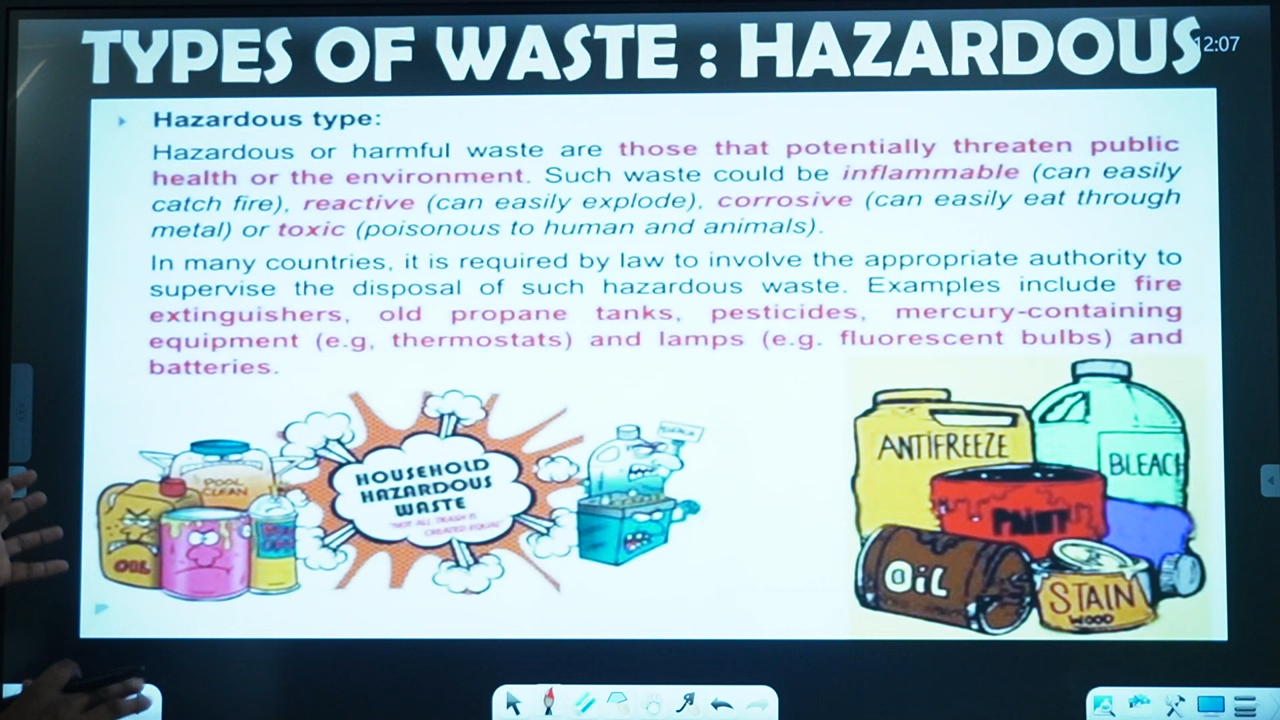 TYPES OF WASTE : HAZARDOUS
12:07
Hazardous type:
Hazardous or harmful waste are those that potentially threaten public
health or the environment. Such waste could be inflammable (can easily
catch fire), reactive (can easily explode), corrosive (can easily eat through
metal) or toxic (poisonous to human and animals).
In many countries, it is required by law to involve the appropriate authority to
supervise the disposal of such hazardous waste. Examples include fire
extinguishers, old propane tanks, pesticides, mercury-containing
equipment (e.g, thermostats) and lamps (e.g. fluorescent bulbs) and
batteries.
POOL
CLEAN
OIL
HOUSEHOLD
HAZARDOUS
WASTE
"NOT ALL TRASH IS
CREATED EQUAL"
ANTIFREEZE
BLEACH
PAINT
OIL
STAIN
WOOD